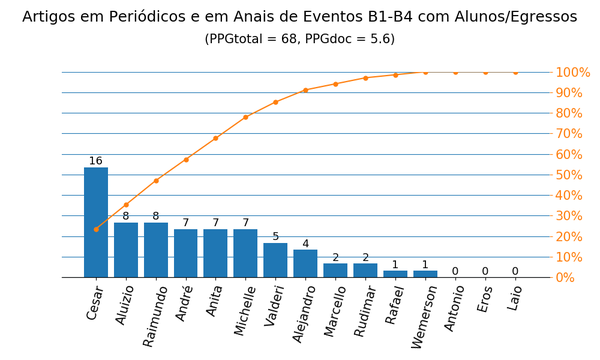 Artigos em Periódicos e em Anais de Eventos B1-B4 com Alunos/Egressos
(PPGtotal = 68, PPGdoc = 5.6)
100%
90%
80%
70%
60%
50%
40%
30%
20%
10%
0%
16
8
8
7
7
7
5
4
2
2
1
1
0
0
0
Cesar
Aluizio
Raimundo
André
Anita
Michelle
Valderi
Alejandro
Marcello
Rudimar
Rafael
Wemerson
Antonio
Eros
Laio